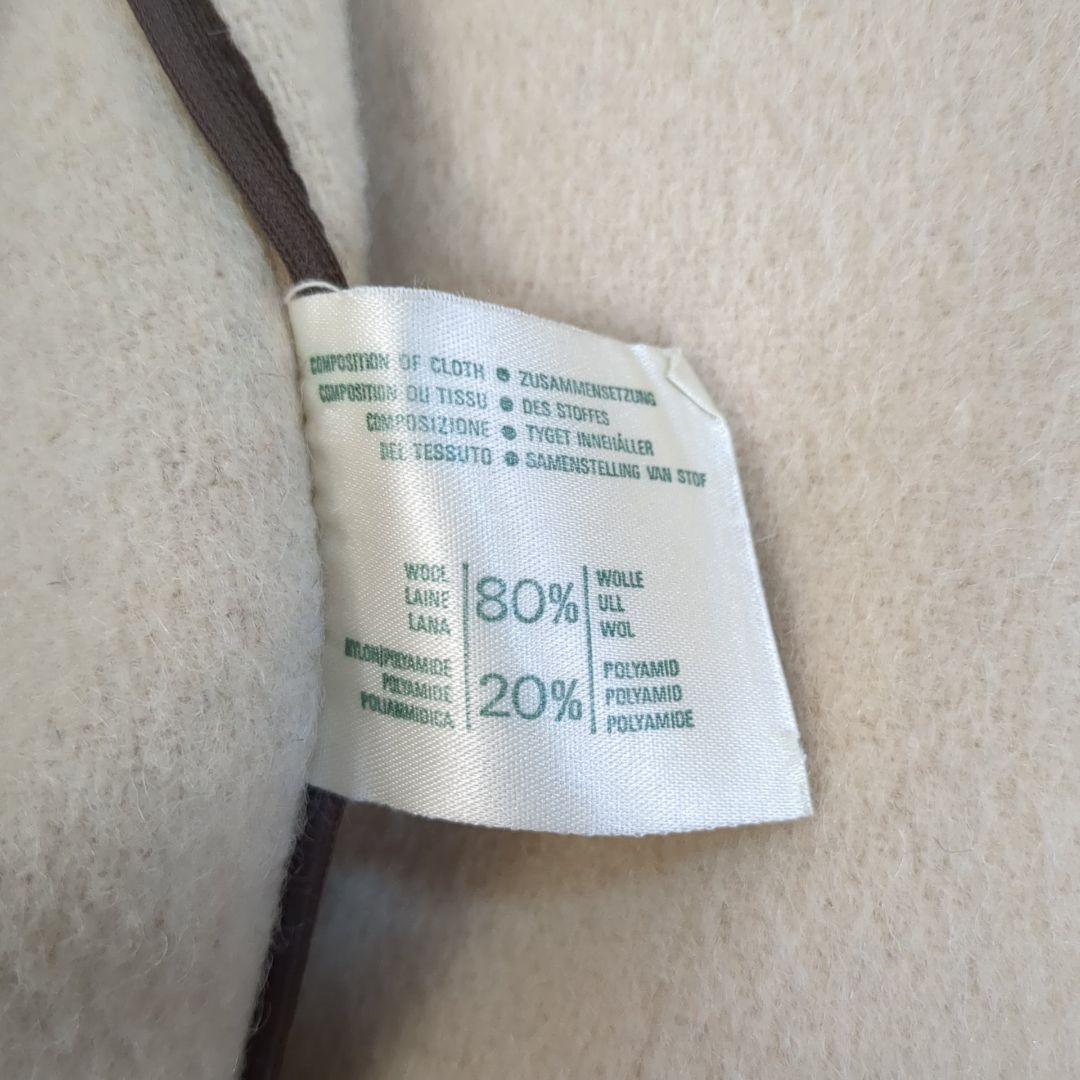 COMPOSITION OF CLOTH ● ZUSAMMENSETZUNG
COMPOSITION DU TISSU ● DES STOFFES
COMPOSIZIONE ● TYGET INNEHÅLLER
DEL TESSUTO ● SAMENSTELLING VAN STOF
WOOL 80% WOLLE
LAINE ULL
LANA WOL
NYLON/POLYAMIDE 20% POLYAMID
POLYAMIDE POLYAMID
POLIAMMIDICA POLYAMIDE